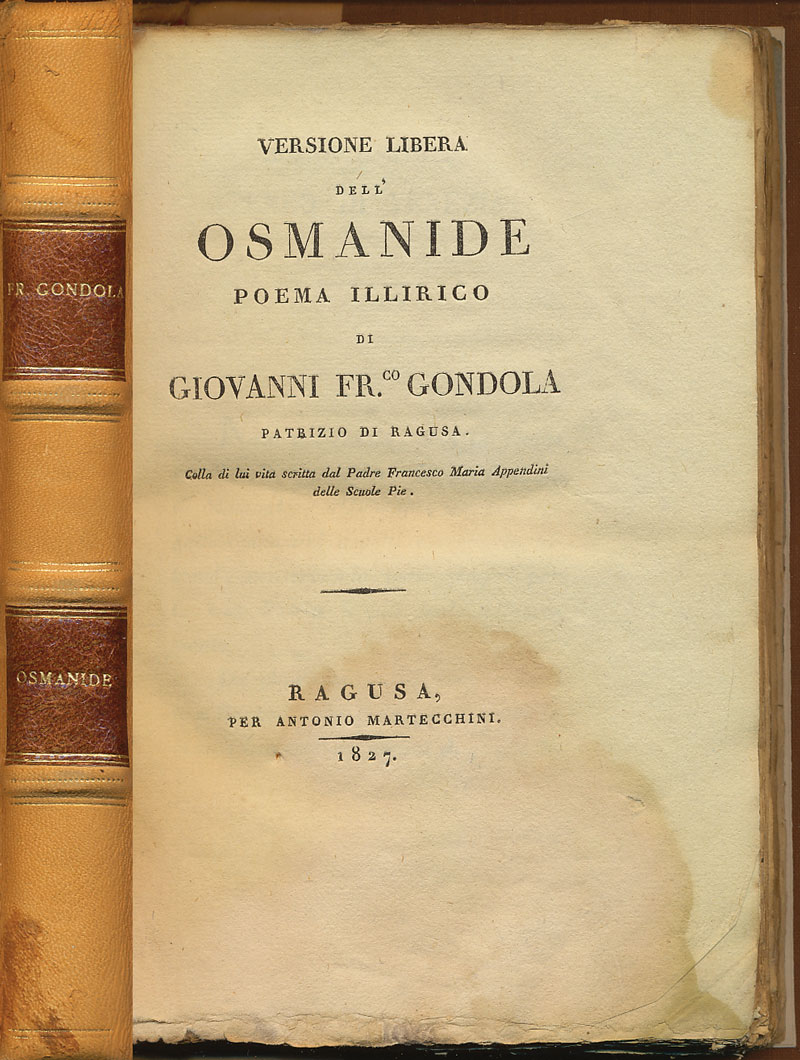 FR. GONDOLA
OSMANIDE
VERSIONE LIBERA
DELL'
OSMANIDE
POEMA ILLIRICO
DI
GIOVANNI FR.CO GONDOLA
PATRIZIO DI RAGUSA.
Colla di lui vita scritta dal Padre Francesco Maria Appendini
delle Scuole Pie.
RAGUSA,
PER ANTONIO MARTECCHINI.
1827.